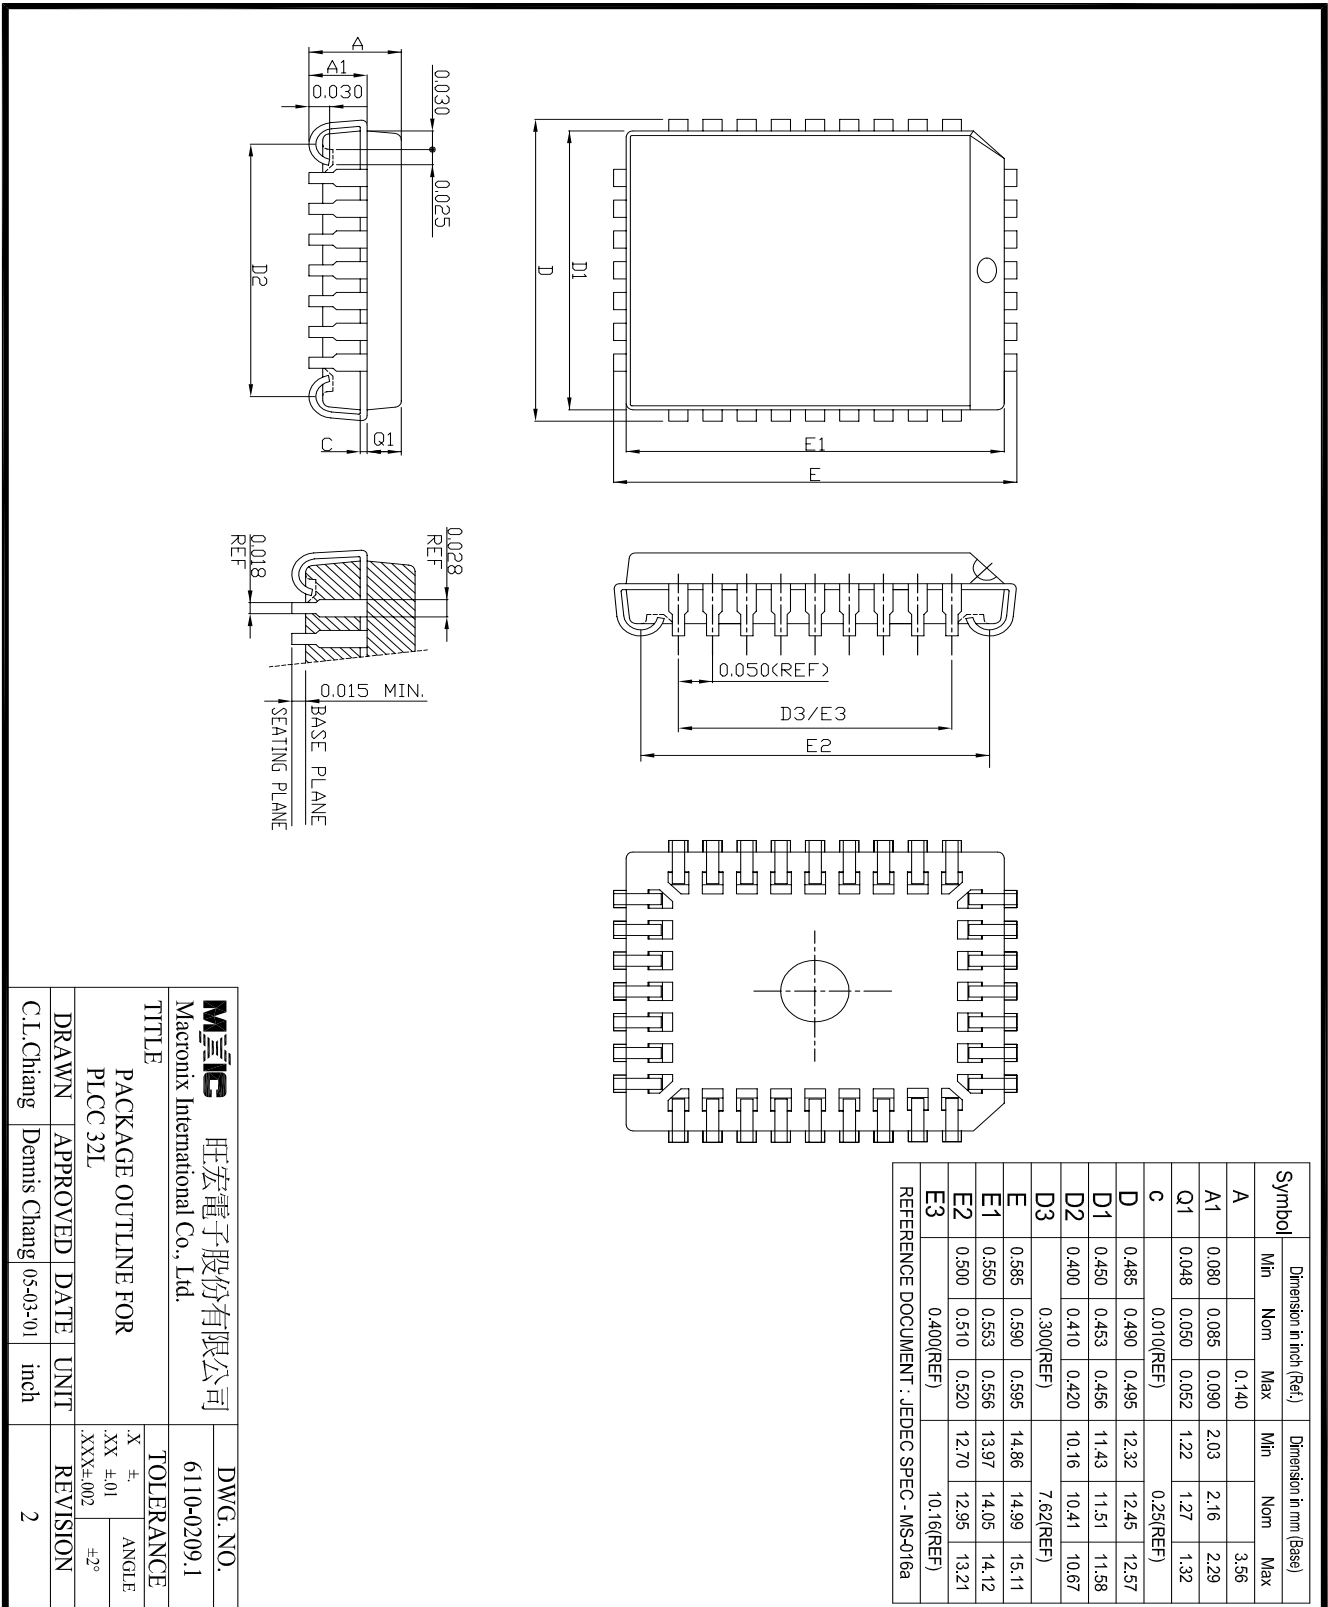 A
A1
0.030
0.030
0.025
D2
C
Q1
D
D1
E1
E
0.028
REF
0.018
REF
0.015 MIN.
BASE PLANE
SEATING PLANE
0.050(REF)
D3/E3
E2
Symbol Dimension in inch (Ref.) Dimension in mm (Base)
Min Nom Max Min Nom Max
A 0.140 3.56
A1 0.080 0.085 0.090 2.03 2.16 2.29
Q1 0.048 0.050 0.052 1.22 1.27 1.32
C 0.010(REF) 0.25(REF)
D 0.485 0.490 0.495 12.32 12.45 12.57
D1 0.450 0.453 0.456 11.43 11.51 11.58
D2 0.400 0.410 0.420 10.16 10.41 10.67
D3 0.300(REF) 7.62(REF)
E 0.585 0.590 0.595 14.86 14.99 15.11
E1 0.550 0.553 0.556 13.97 14.05 14.12
E2 0.500 0.510 0.520 12.70 12.95 13.21
E3 0.400(REF) 10.16(REF)
REFERENCE DOCUMENT : JEDEC SPEC - MS-016a
MXIC 旺宏電子股份有限公司
Macronix International Co., Ltd.
DWG. NO.
6110-0209.1
TITLE
PACKAGE OUTLINE FOR
PLCC 32L
TOLERANCE
.X ±.
.XX ±.01
.XXX±.002
ANGLE
±2°
DRAWN APPROVED DATE UNIT REVISION
C.L.Chiang Dennis Chang 05-03-'01 inch 2